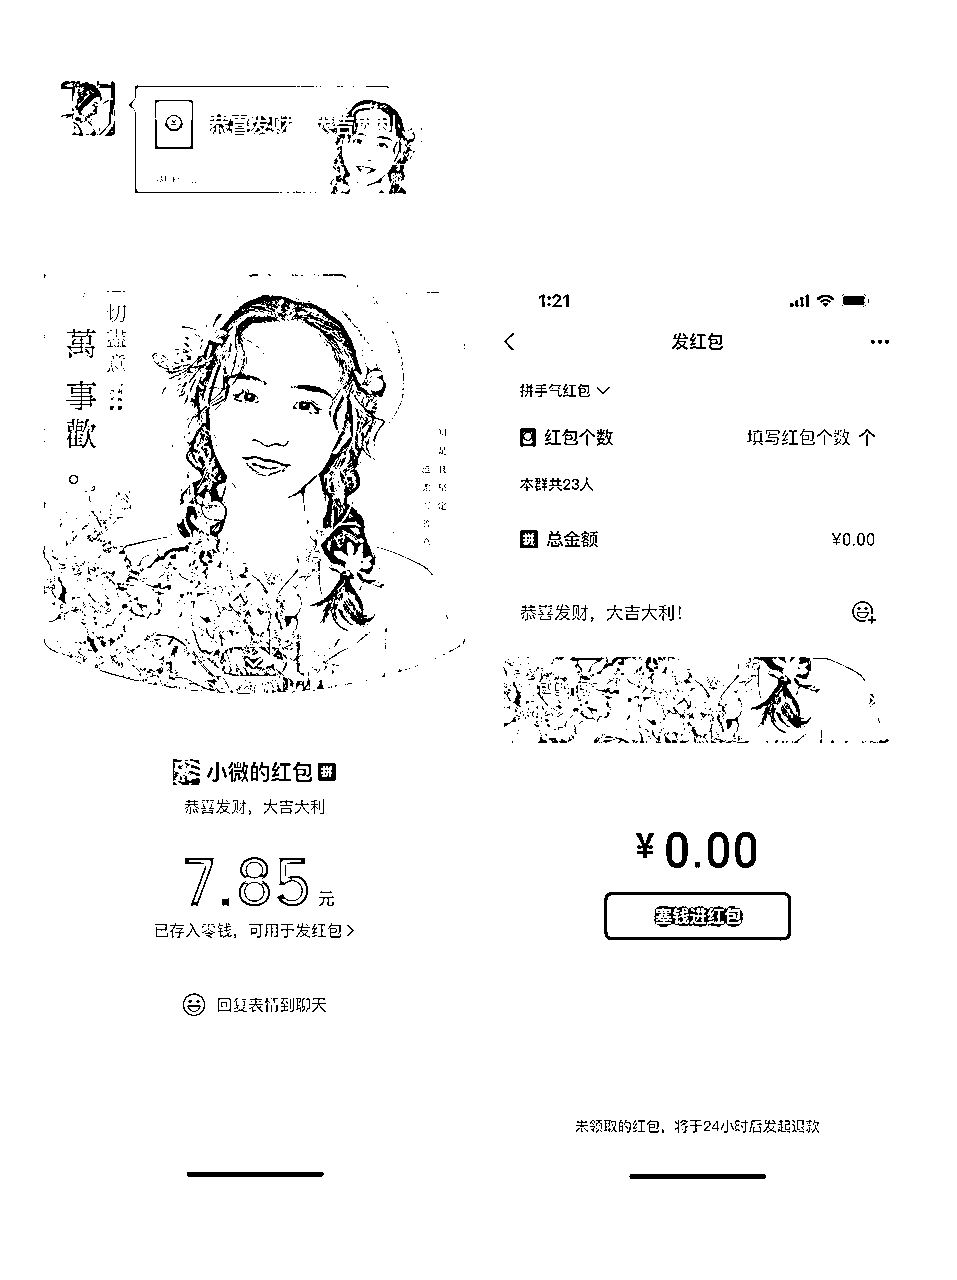 恭喜发财 大吉大利
切盡意
萬事歡。
1:21
发红包
拼手气红包
红包个数 填写红包个数 个
本群共23人
拼 总金额 ¥0.00
恭喜发财，大吉大利！
¥0.00
塞钱进红包
未领取的红包，将于24小时后发起退款
小微的红包 拼
恭喜发财，大吉大利
7.85元
已存入零钱，可用于发红包
回复表情到聊天